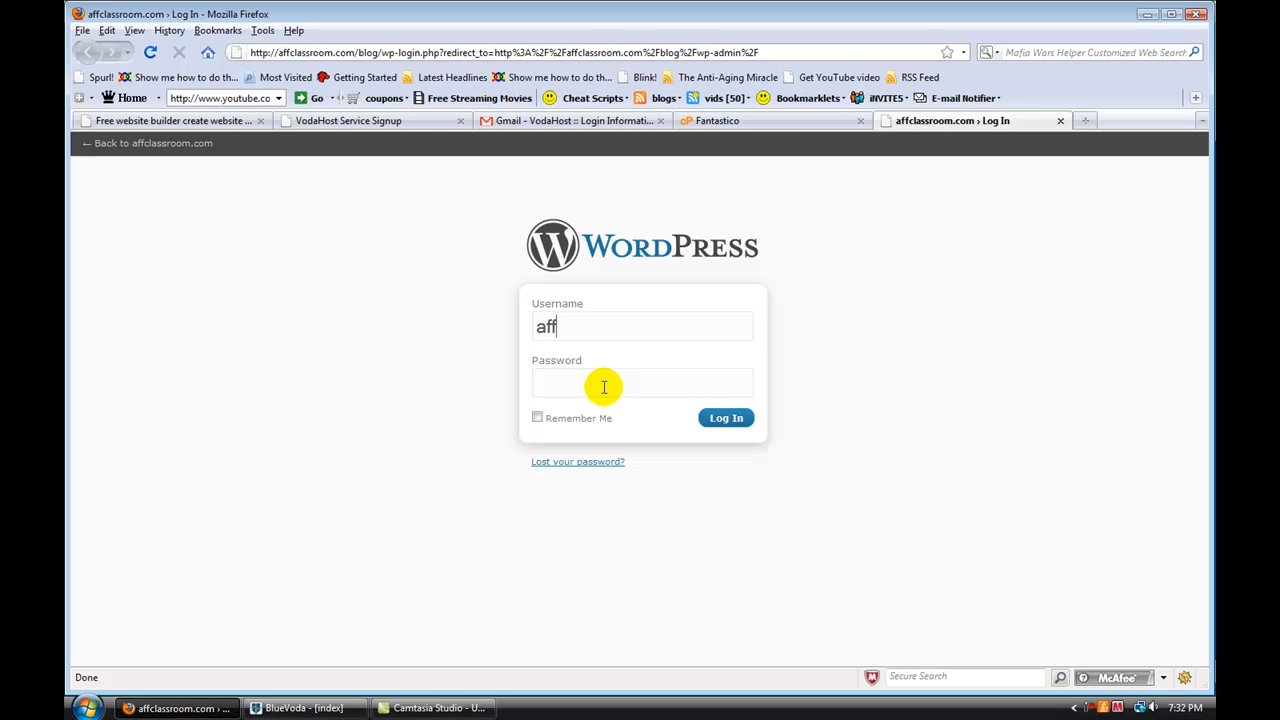 affclassroom.com › Log In - Mozilla Firefox
File Edit View History Bookmarks Tools Help
http://affclassroom.com/blog/wp-login.php?redirect_to=http%3A%2F%2Faffclassroom.com%2Fblog%2Fwp-admin%2F
Mafia Wars Helper Customized Web Search
Spurl! Show me how to do th... Most Visited Getting Started Latest Headlines Show me how to do th... Blink! The Anti-Aging Miracle Get YouTube video RSS Feed
Home http://www.youtube.co Go coupons Free Streaming Movies Cheat Scripts blogs vids [50] Bookmarklets iNViTE5 E-mail Notifier
Free website builder create website ... VodaHost Service Signup Gmail - VodaHost :: Login Informati... cP Fantastico affclassroom.com › Log In
← Back to affclassroom.com
WORDPRESS
Username
aff
Password
Remember Me Log In
Lost your password?
Done Secure Search McAfee
affclassroom.com › ... BlueVoda - [index] Camtasia Studio - U... 7:32 PM